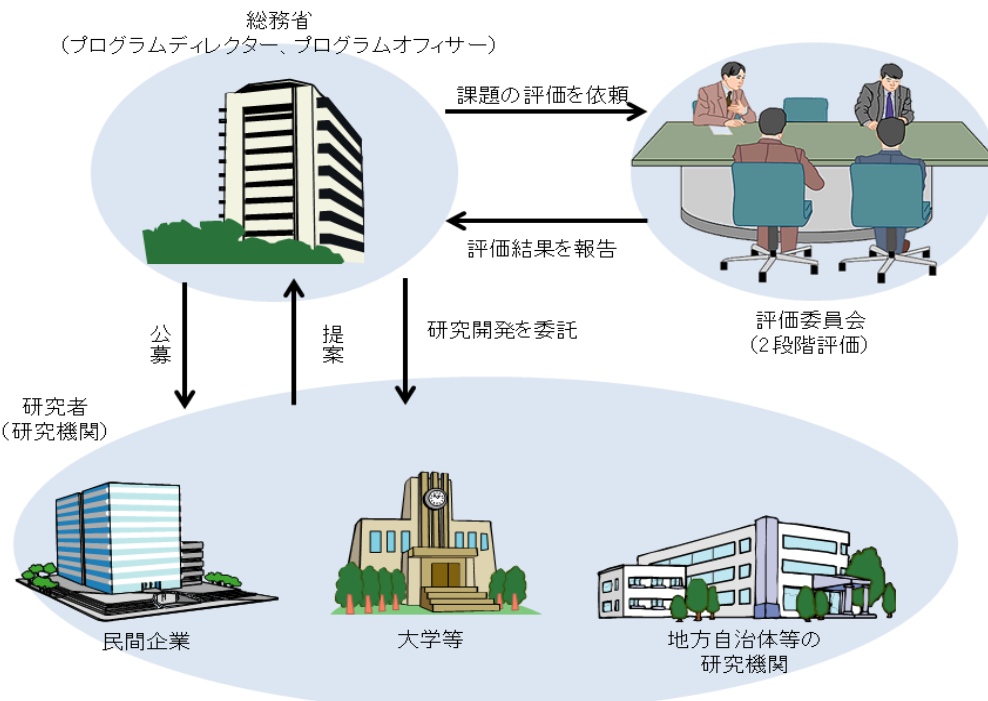 総務省
（プログラムディレクター、プログラムオフィサー）
課題の評価を依頼
評価結果を報告
評価委員会
（２段階評価）
公募
提案
研究開発を委託
研究者
（研究機関）
民間企業
大学等
地方自治体等の
研究機関